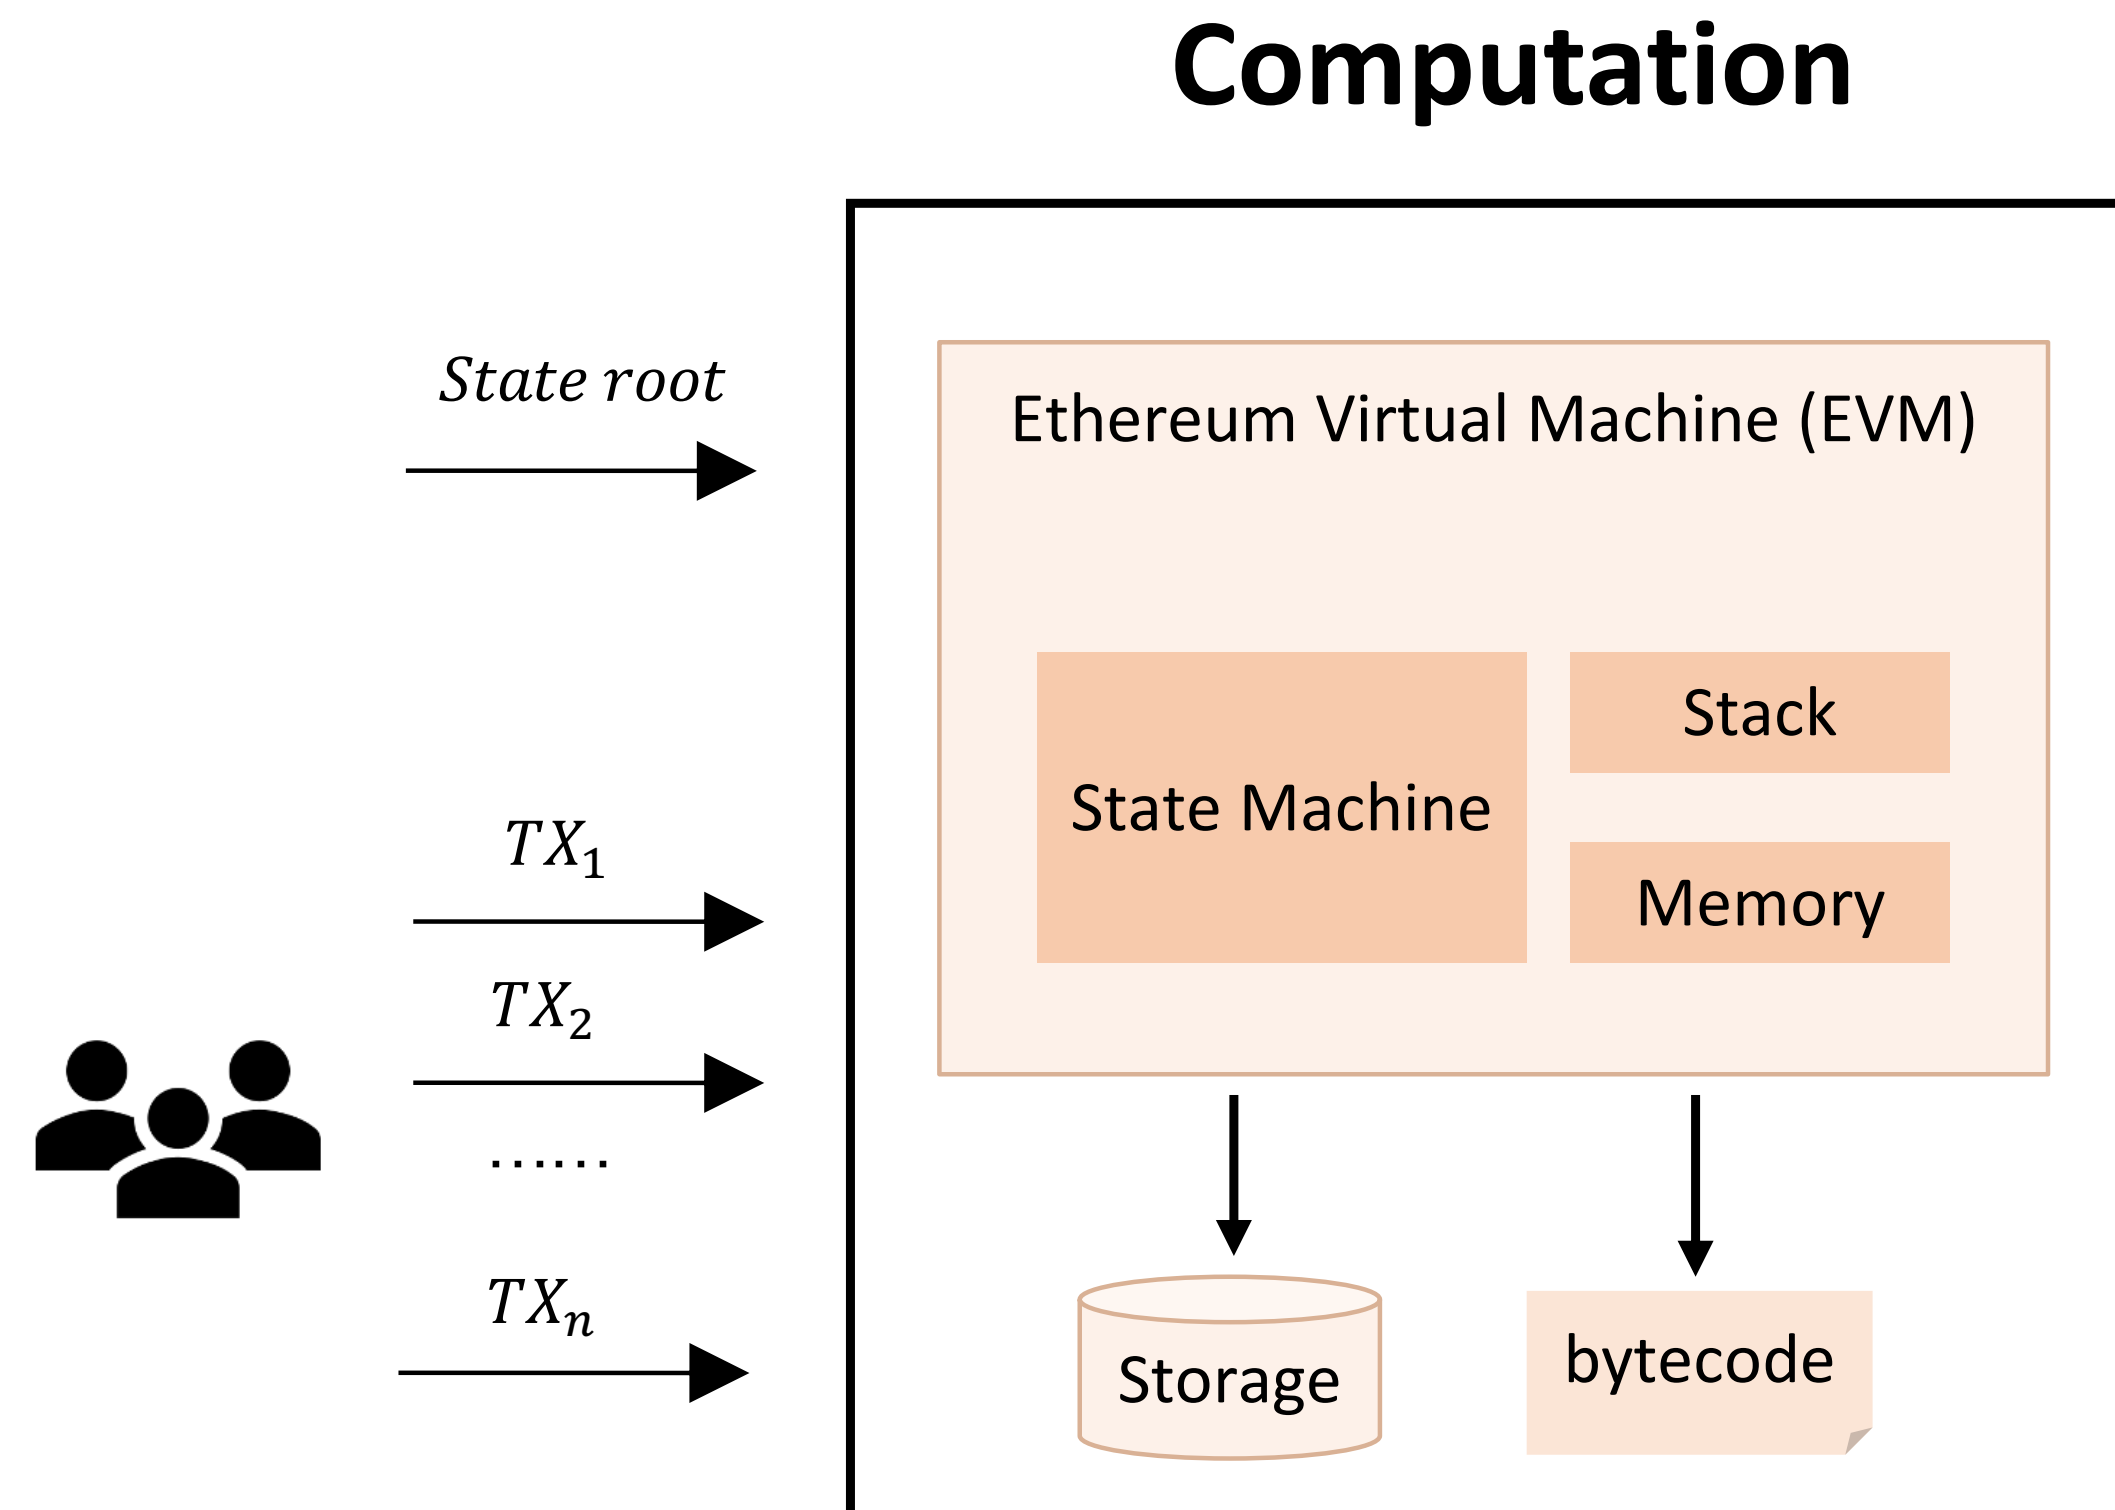 Computation
State root
Ethereum Virtual Machine (EVM)
State Machine
Stack
Memory
TX₁
TX₂
……
TXₙ
Storage
bytecode